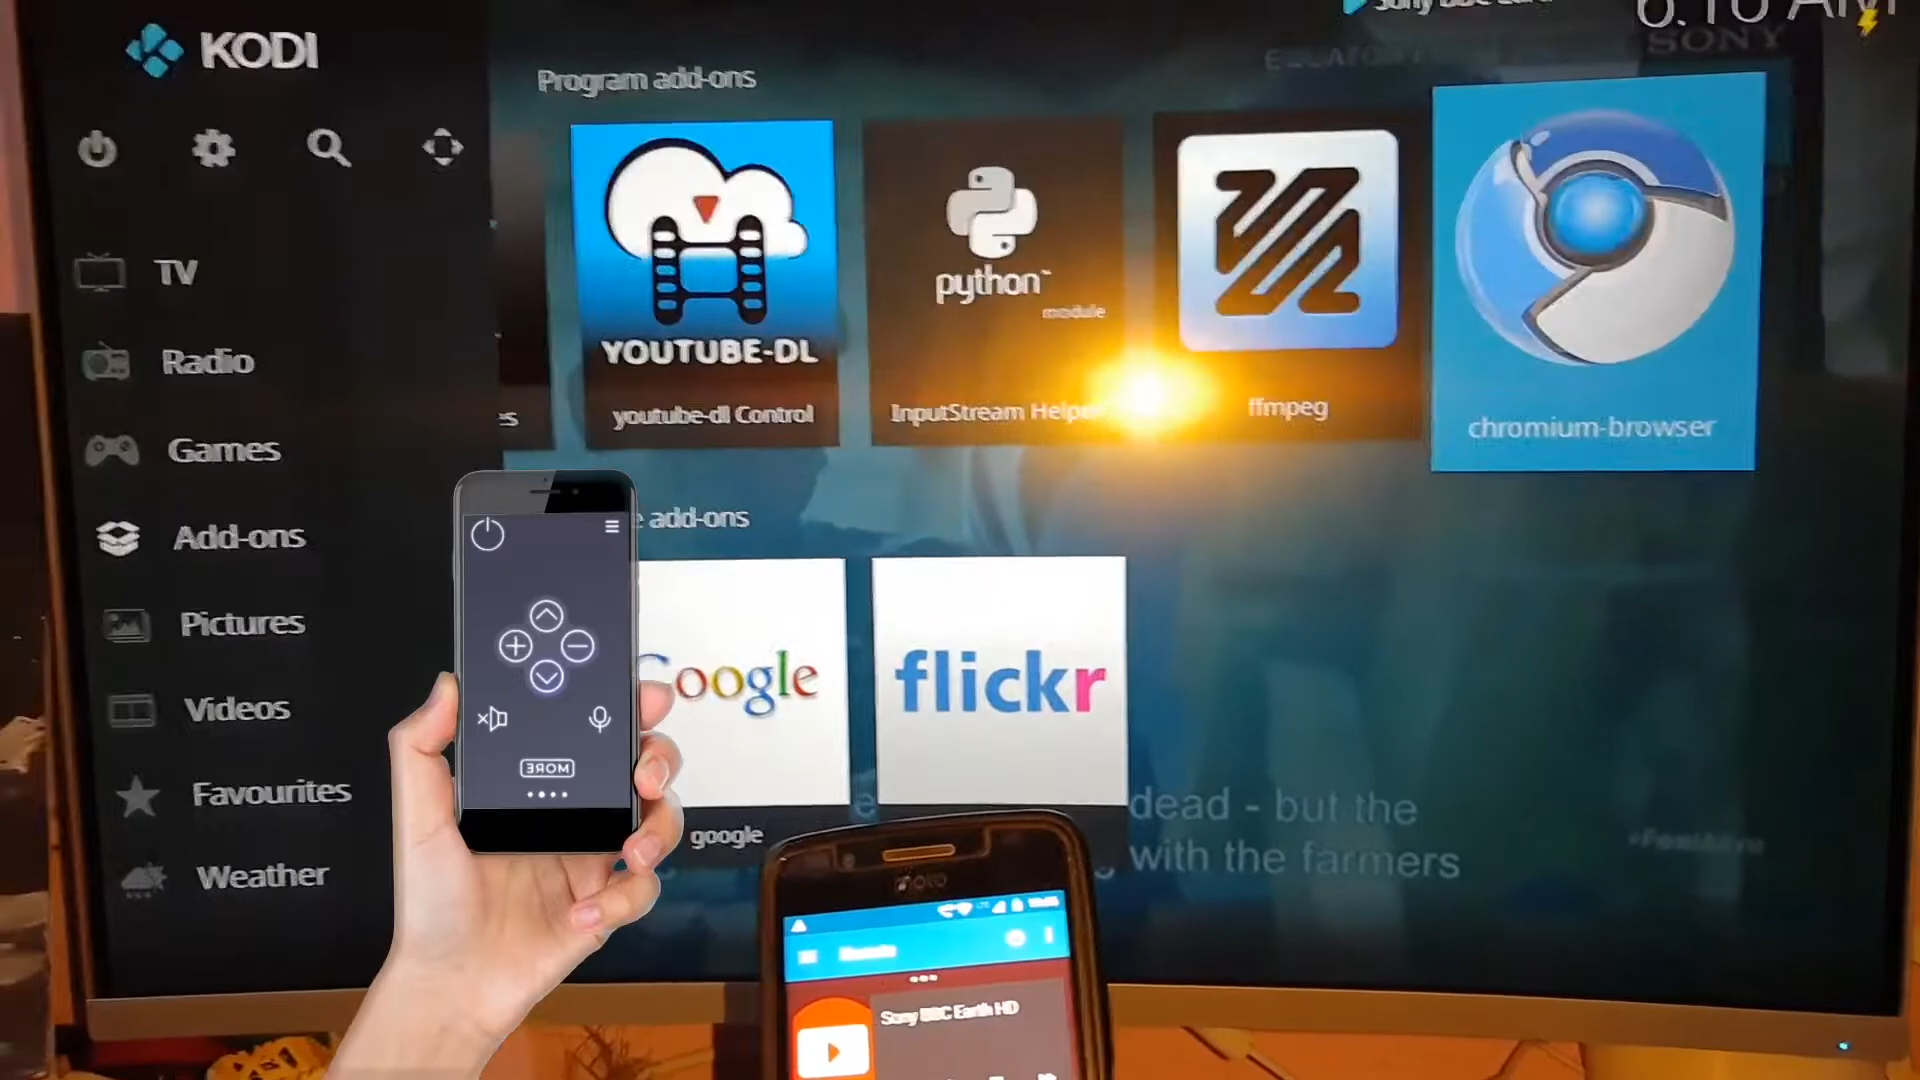 KODI
SONY
Program add-ons
TV
Radio
Games
Add-ons
Pictures
Videos
Favourites
Weather
YOUTUBE-DL
youtube-dl Control
python
module
InputStream
ffmpeg
chromium-browser
add-ons
Google
google
flickr
dead - but the
with the farmers
MORE
Sony BBC Earth HD